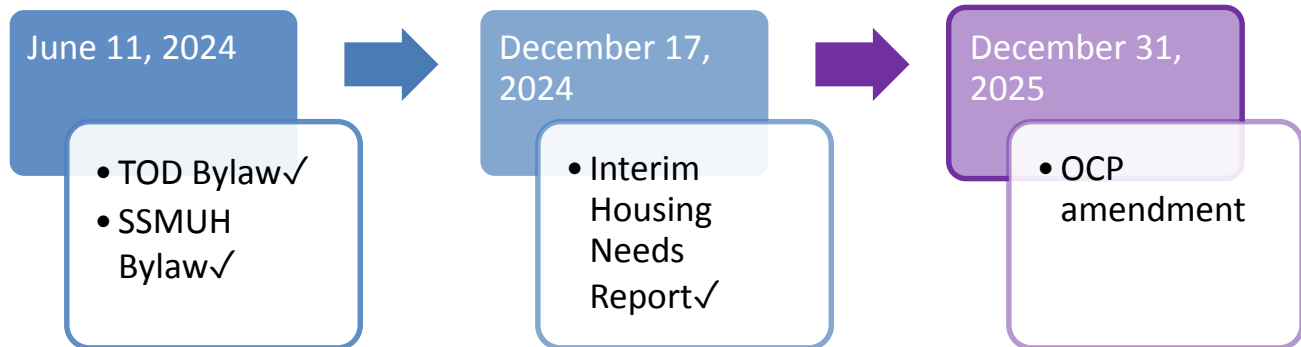 June 11, 2024
• TOD Bylaw✓
• SSMUH
Bylaw✓
December 17,
2024
• Interim
Housing
Needs
Report✓
December 31,
2025
• OCP
amendment